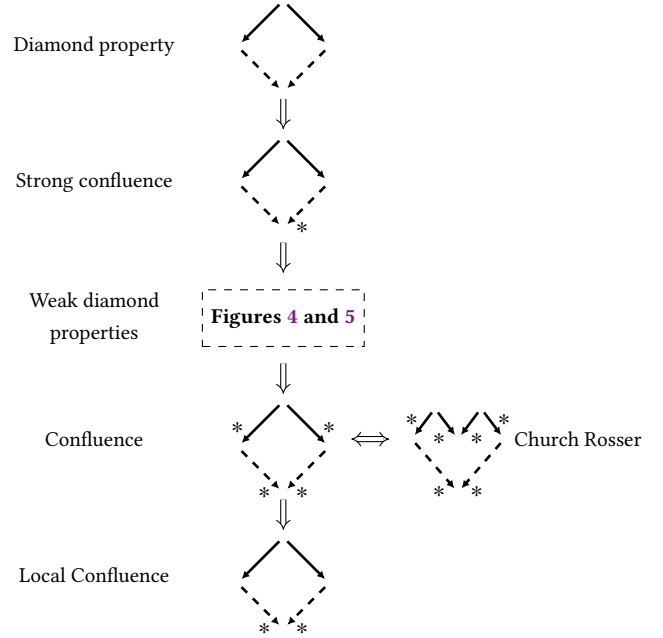 Diamond property
Strong confluence
*
Weak diamond
properties
Figures 4 and 5
* *
Confluence
* * * *
Church Rosser
* *
* *
Local Confluence
* *